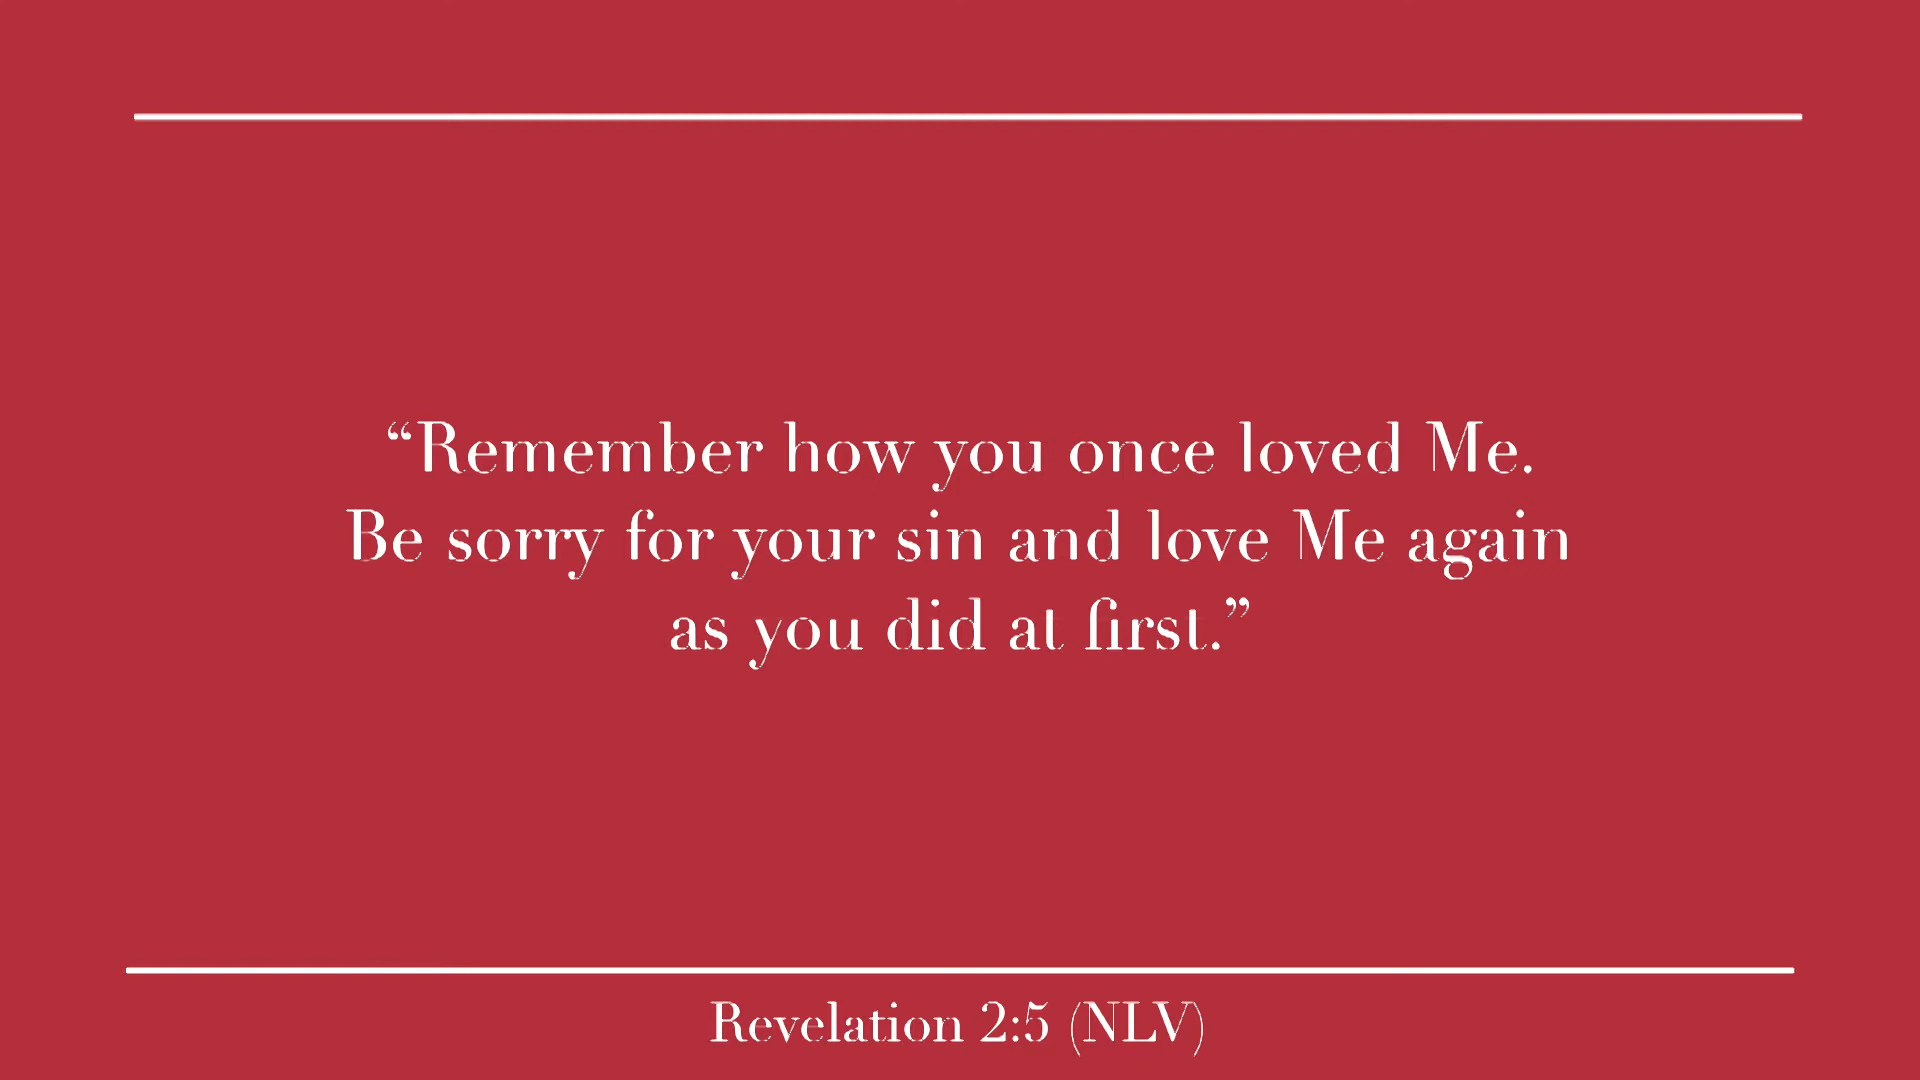 “Remember how you once loved Me.
Be sorry for your sin and love Me again
as you did at first.”
Revelation 2:5 (NLV)